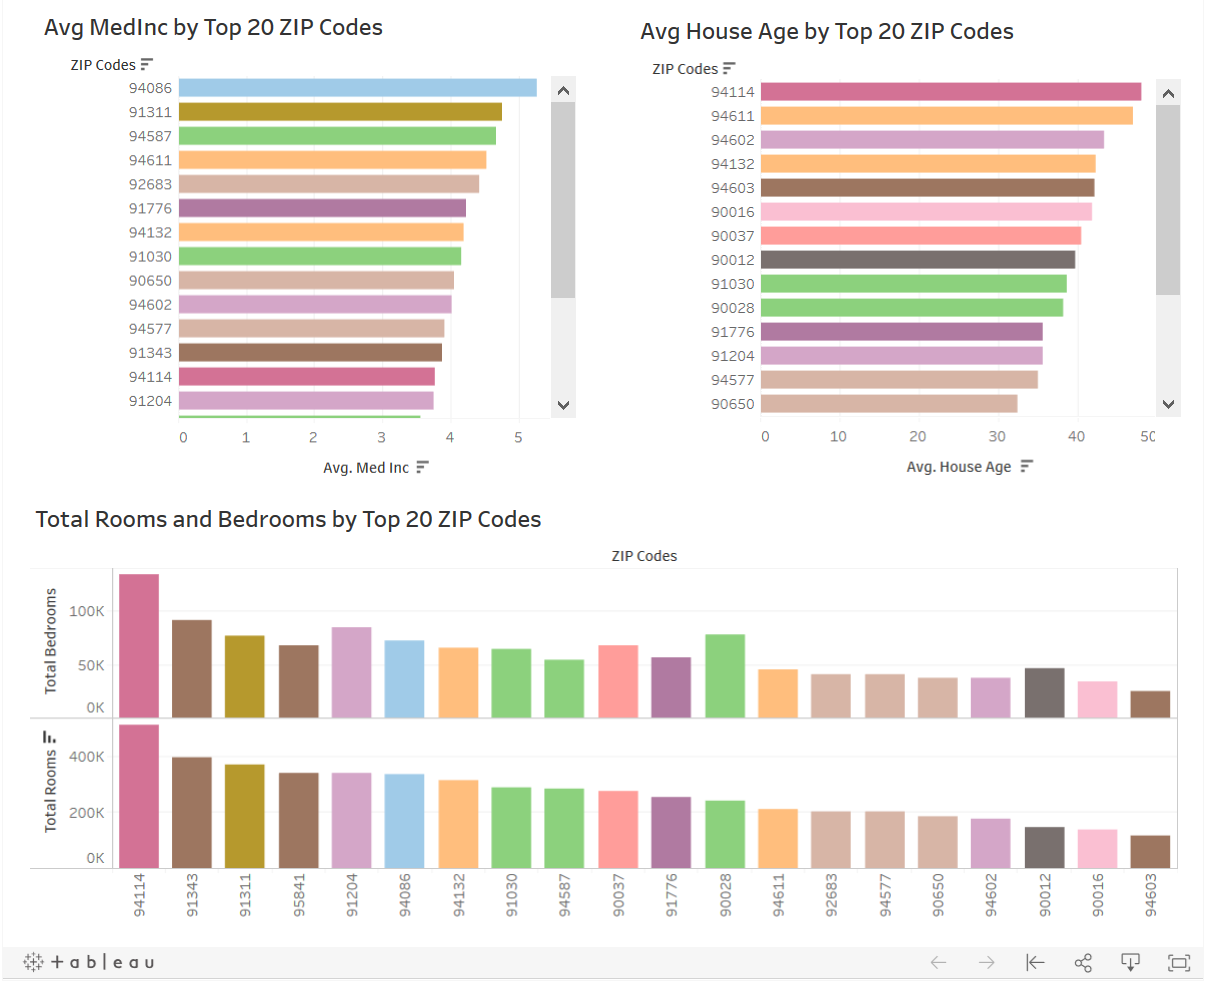 Avg MedInc by Top 20 ZIP Codes
ZIP Codes
94086
91311
94587
94611
92683
91776
94132
91030
90650
94602
94577
91343
94114
91204
0 1 2 3 4 5
Avg. Med Inc
Avg House Age by Top 20 ZIP Codes
ZIP Codes
94114
94611
94602
94132
94603
90016
90037
90012
91030
90028
91776
91204
94577
90650
0 10 20 30 40 50
Avg. House Age
Total Rooms and Bedrooms by Top 20 ZIP Codes
ZIP Codes
Total Bedrooms
100K
50K
0K
Total Rooms
400K
200K
0K
94114 91343 91311 95841 91204 94086 94132 91030 94587 90037 91776 90028 94611 92683 94577 90650 94602 90012 90016 94603
+ableau